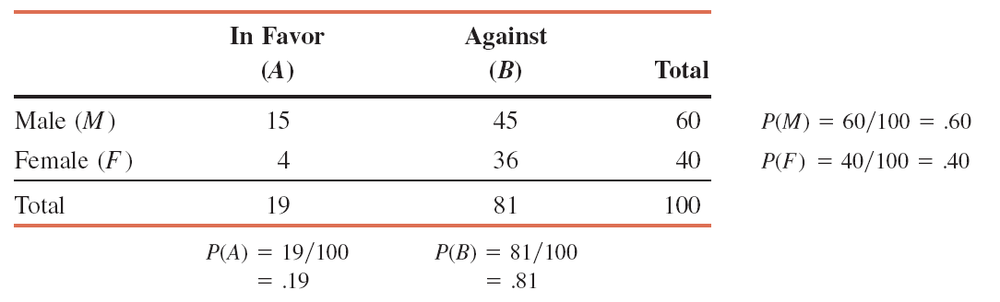 In Favor Against
(A) (B) Total
Male (M) 15 45 60 P(M) = 60/100 = .60
Female (F) 4 36 40 P(F) = 40/100 = .40
Total 19 81 100
P(A) = 19/100 P(B) = 81/100
= .19 = .81